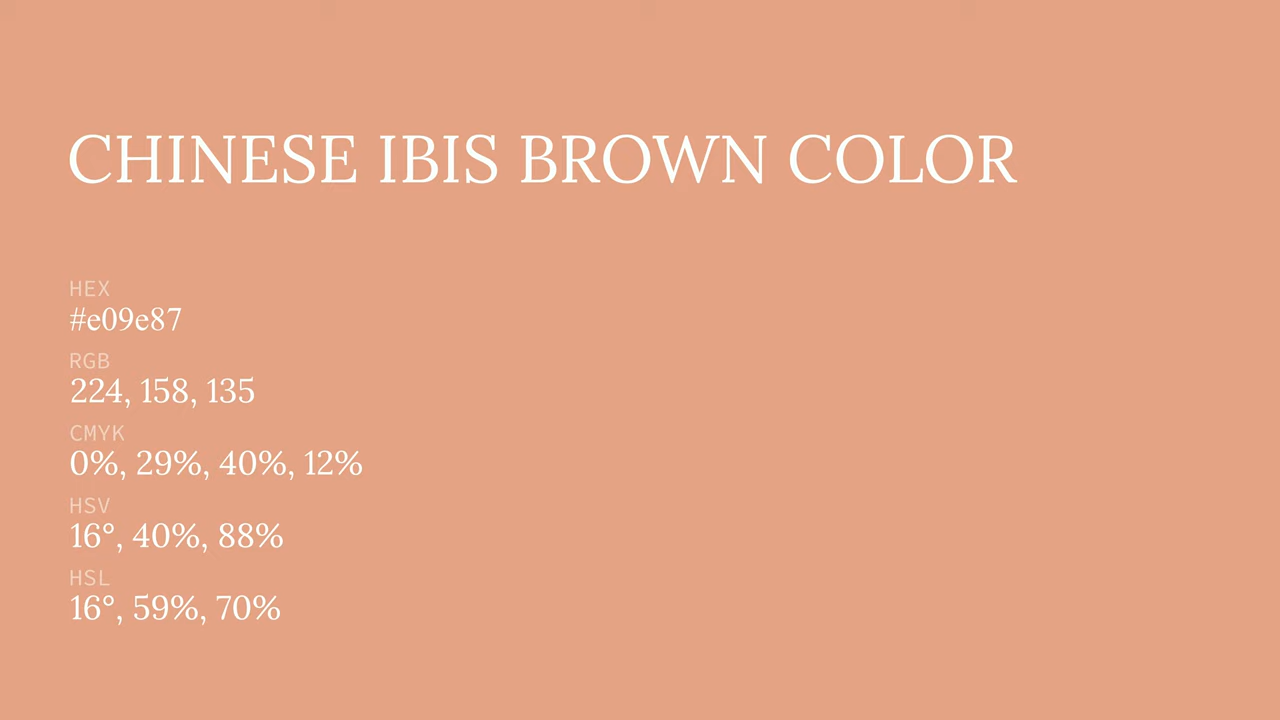 CHINESE IBIS BROWN COLOR
HEX
#e09e87
RGB
224, 158, 135
CMYK
0%, 29%, 40%, 12%
HSV
16°, 40%, 88%
HSL
16°, 59%, 70%